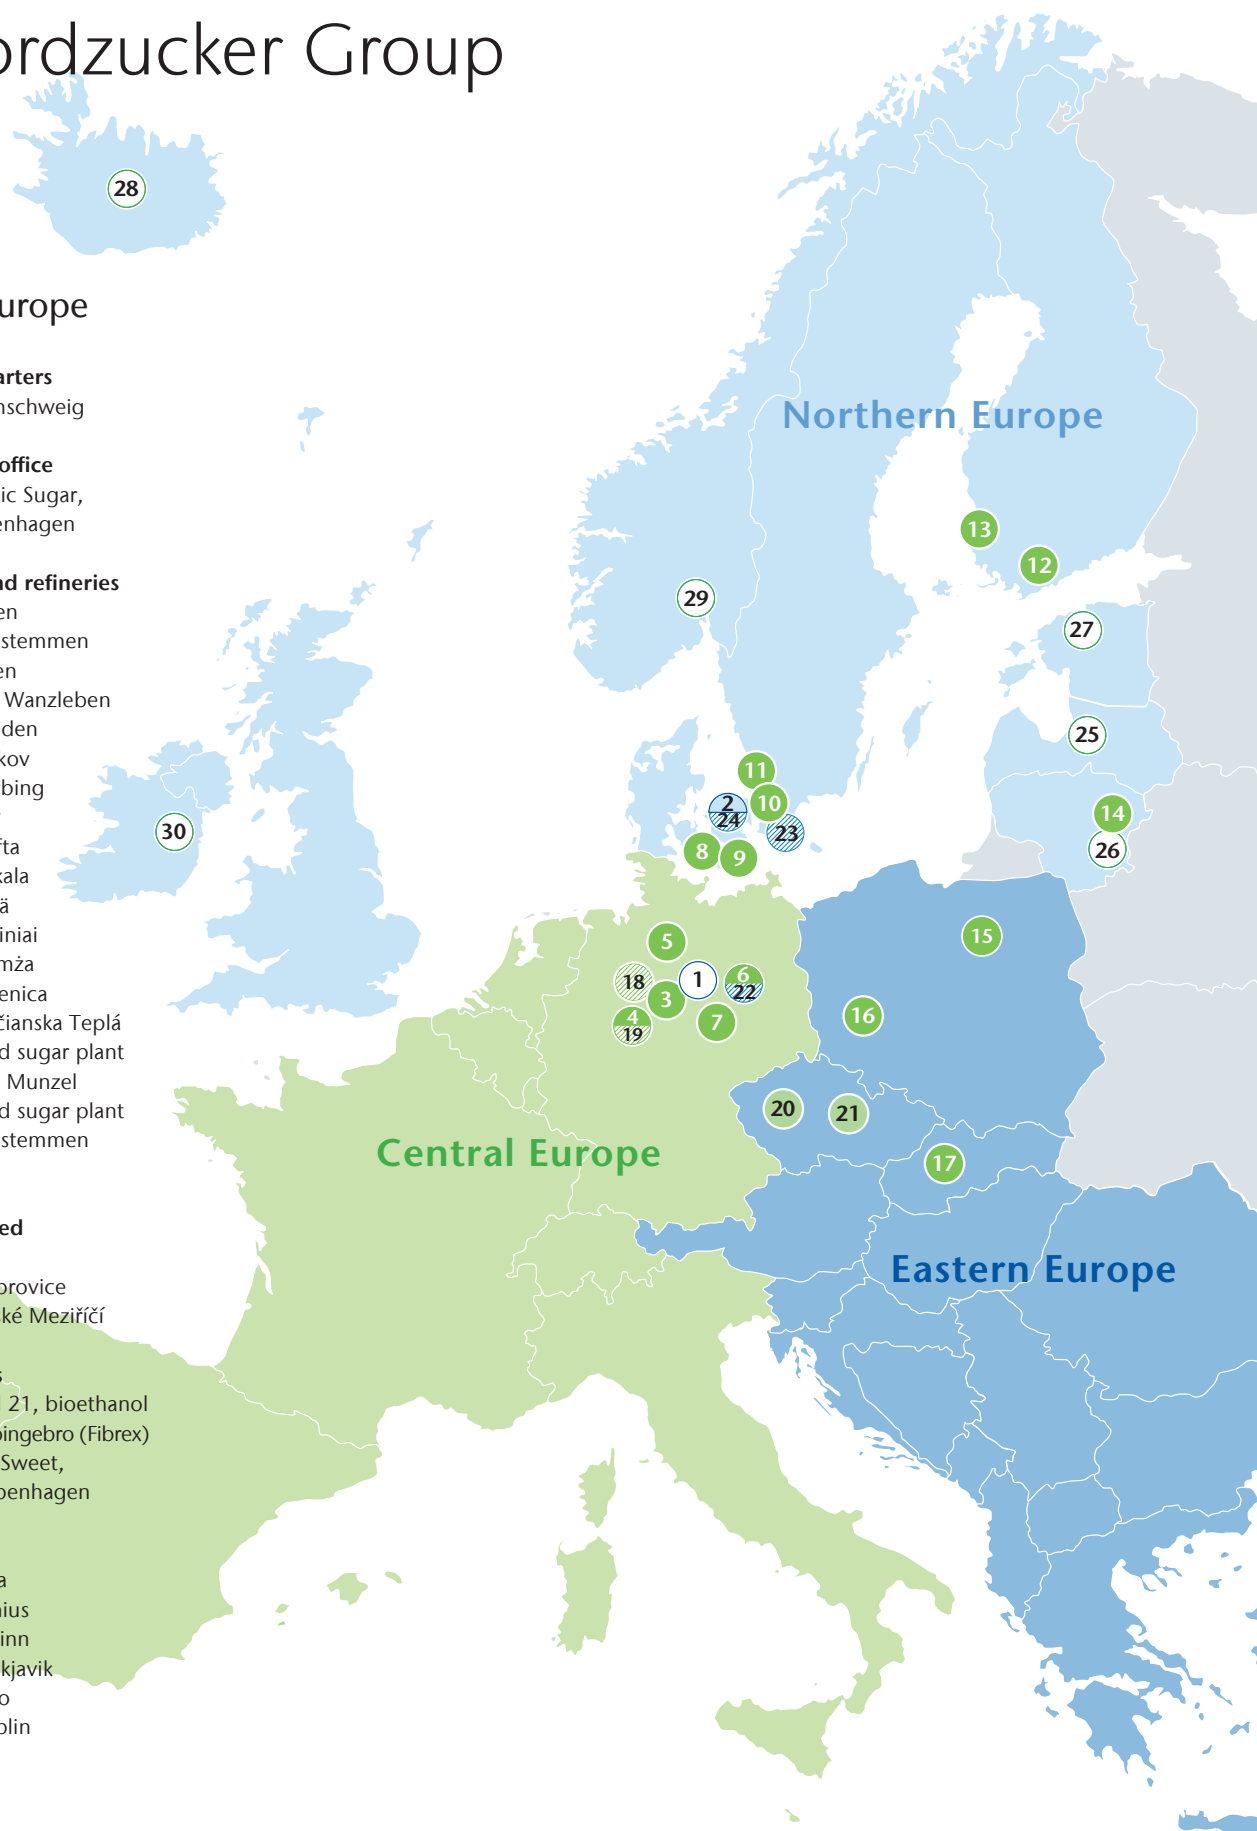 ordzucker Group
28
urope
arters
nschweig
office
ic Sugar,
enhagen
nd refineries
en
stemmen
en
Wanzleben
den
kov
rbing
fta
kala
ä
iniai
mża
enica
čianska Teplá
d sugar plant
Munzel
d sugar plant
stemmen
ed
orovice
ké Meziříčí
s
l 21, bioethanol
pingebro (Fibrex)
Sweet,
penhagen
a
nius
inn
kjavik
o
olin
Northern Europe
13
12
29
27
25
11
2
10
24
23
14
30
8
9
26
5
15
18
1
6
3
22
4
7
16
19
20
21
Central Europe
17
Eastern Europe